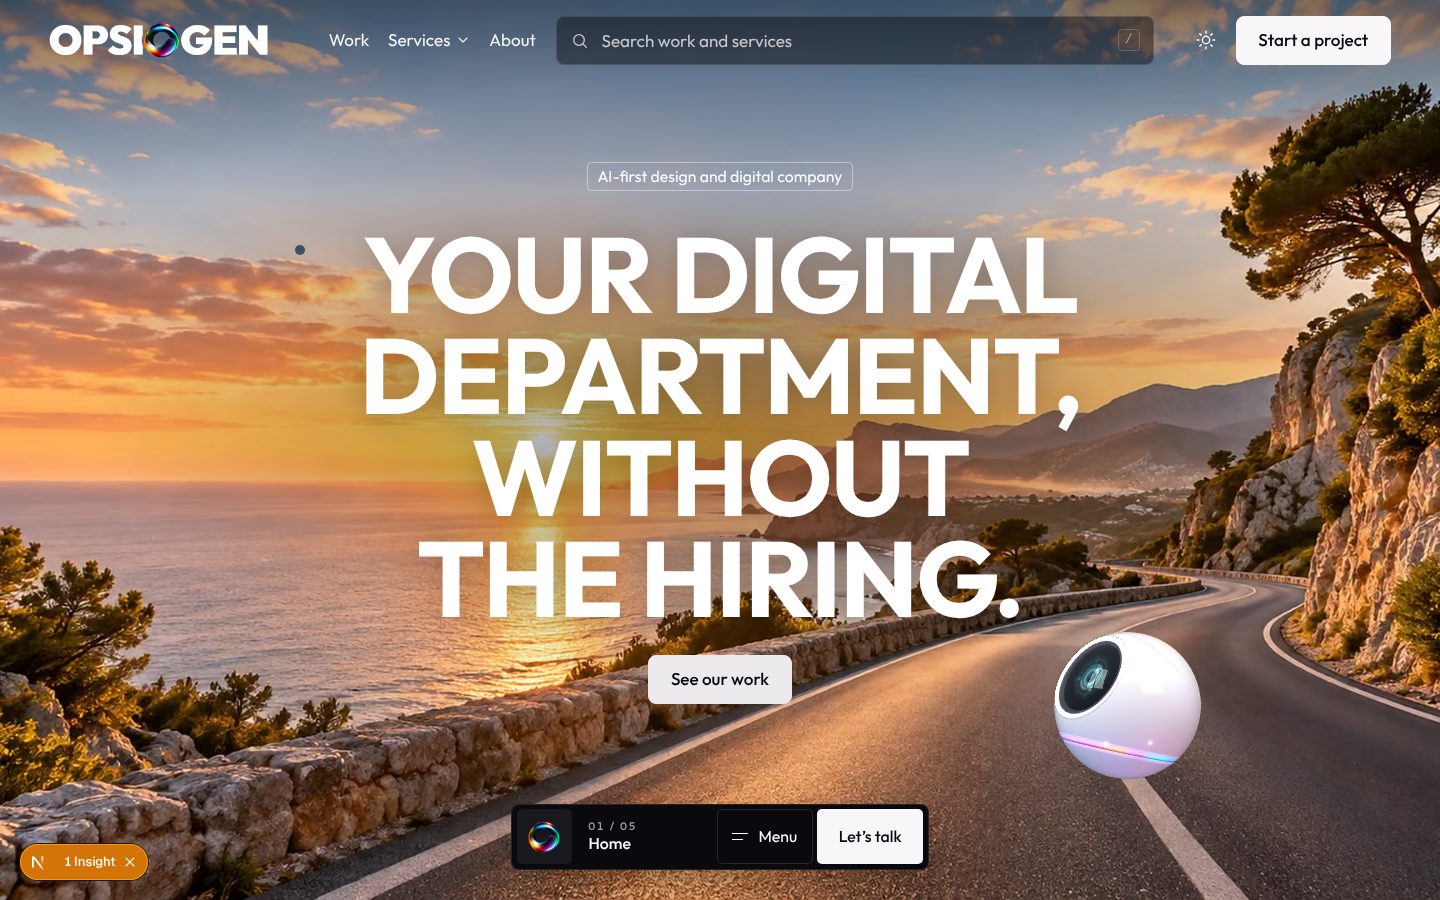 OPSIOGEN
Work
Services
About
Search work and services
/
Start a project
AI-first design and digital company
YOUR DIGITAL
DEPARTMENT,
WITHOUT
THE HIRING.
See our work
01 / 05
Home
Menu
Let's talk
1 Insight